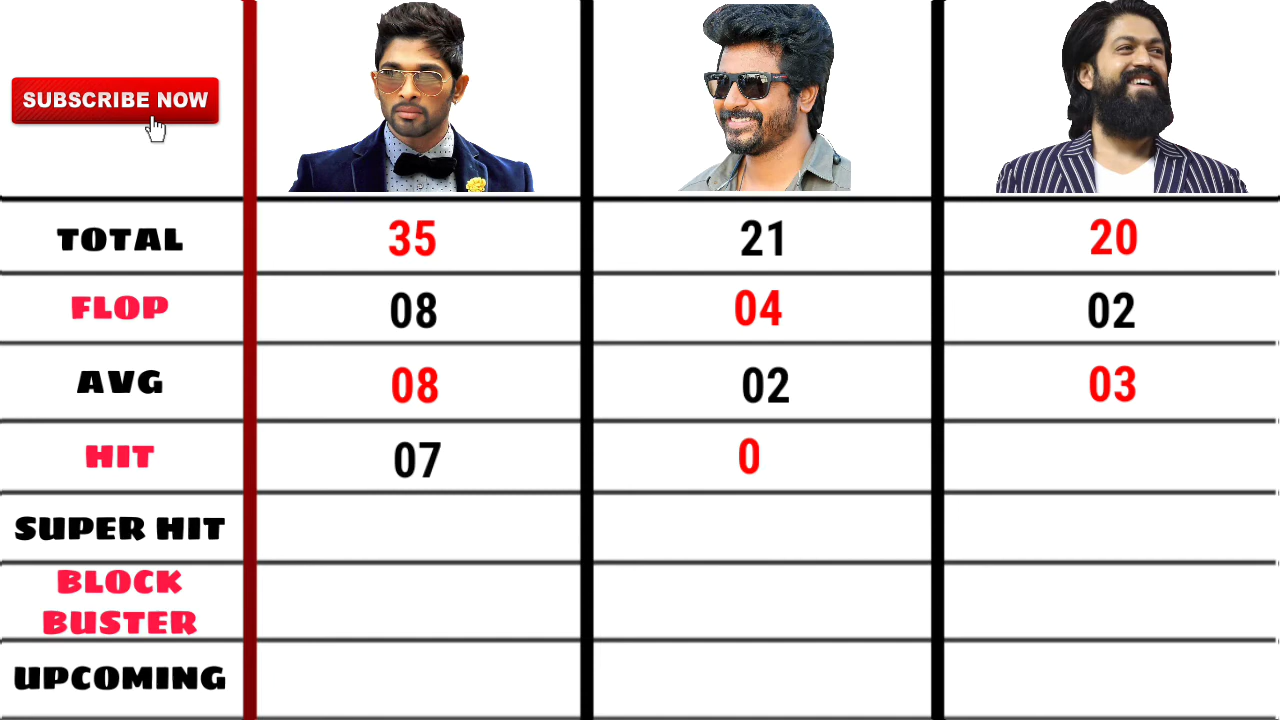 SUBSCRIBE NOW
TOTAL 35 21 20
FLOP 08 04 02
AVG 08 02 03
HIT 07 0
SUPER HIT
BLOCK
BUSTER
UPCOMING